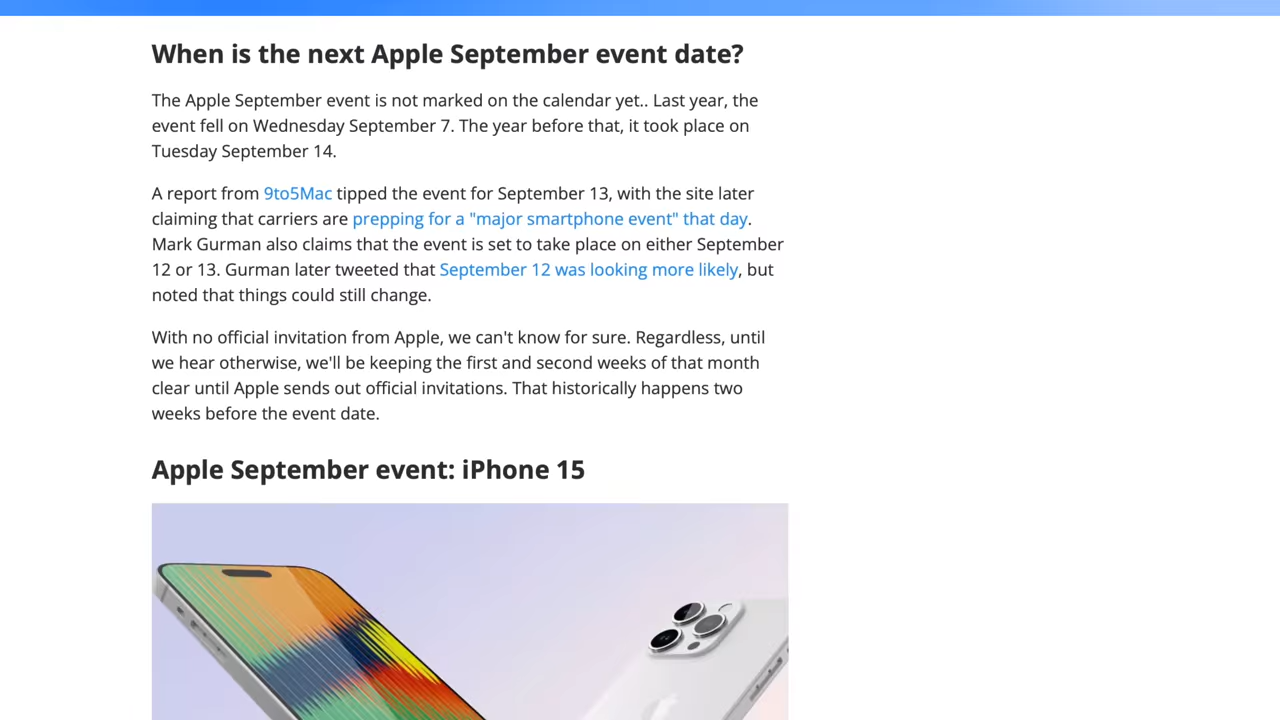 When is the next Apple September event date?
The Apple September event is not marked on the calendar yet.. Last year, the
event fell on Wednesday September 7. The year before that, it took place on
Tuesday September 14.
A report from 9to5Mac tipped the event for September 13, with the site later
claiming that carriers are prepping for a "major smartphone event" that day.
Mark Gurman also claims that the event is set to take place on either September
12 or 13. Gurman later tweeted that September 12 was looking more likely, but
noted that things could still change.
With no official invitation from Apple, we can't know for sure. Regardless, until
we hear otherwise, we'll be keeping the first and second weeks of that month
clear until Apple sends out official invitations. That historically happens two
weeks before the event date.
Apple September event: iPhone 15